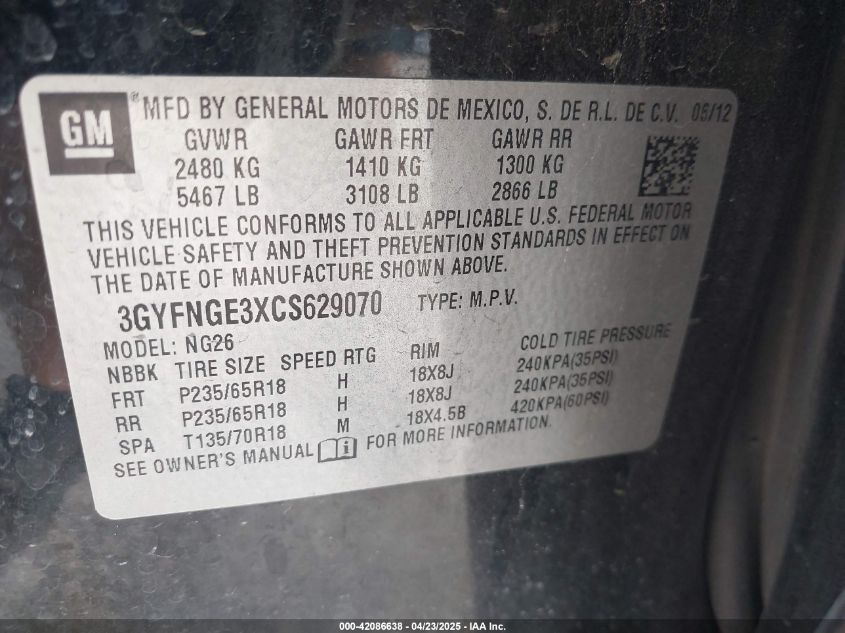 GM
® MFD BY GENERAL MOTORS DE MEXICO, S. DE R.L. DE C.V. 05/12
GVWR GAWR FRT GAWR RR
2480 KG 1410 KG 1300 KG
5467 LB 3108 LB 2866 LB
THIS VEHICLE CONFORMS TO ALL APPLICABLE U.S. FEDERAL MOTOR
VEHICLE SAFETY AND THEFT PREVENTION STANDARDS IN EFFECT ON
THE DATE OF MANUFACTURE SHOWN ABOVE.
3GYFNGE3XCS629070 TYPE: M.P.V.
MODEL: NG26
NBBK TIRE SIZE SPEED RTG RIM COLD TIRE PRESSURE
FRT P235/65R18 H 18X8J 240KPA(35PSI)
RR P235/65R18 H 18X8J 240KPA(35PSI)
SPA T135/70R18 M 18X4.5B 420KPA(60PSI)
SEE OWNER'S MANUAL i FOR MORE INFORMATION.
000-42086638 - 04/23/2025 - IAA Inc.